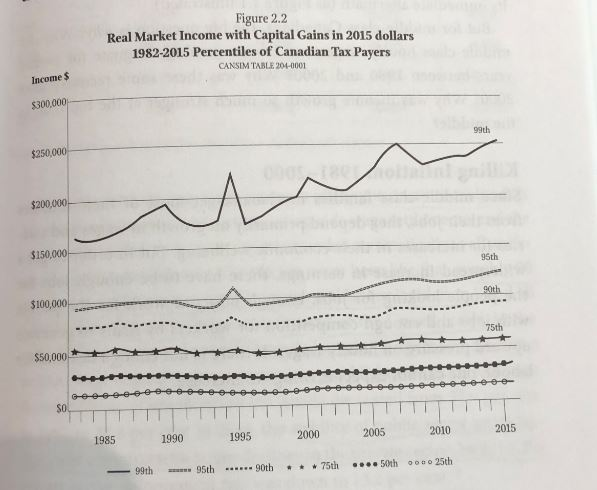 Figure 2.2
Real Market Income with Capital Gains in 2015 dollars
1982-2015 Percentiles of Canadian Tax Payers
CANSIM TABLE 204-0001
Income $
$300,000
99th
$250,000
$200,000
$150,000
95th
$100,000
90th
75th
$50,000
$0
1985 1990 1995 2000 2005 2010 2015
99th 95th 90th 75th 50th 25th